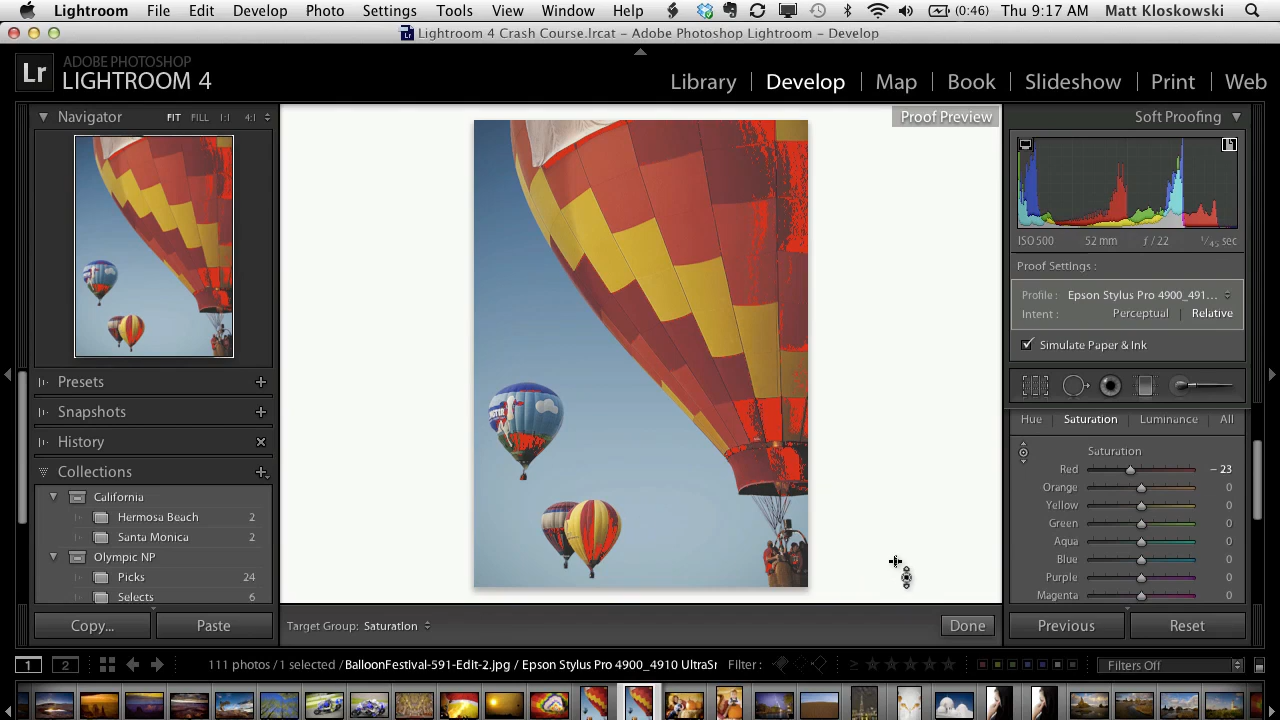 Lightroom File Edit Develop Photo Settings Tools View Window Help (0:46) Thu 9:17 AM Matt Kloskowski
Lightroom 4 Crash Course.lrcat – Adobe Photoshop Lightroom – Develop
Lr ADOBE PHOTOSHOP
LIGHTROOM 4
Library | Develop | Map | Book | Slideshow | Print | Web
Navigator FIT FILL 1:1 4:1
Proof Preview
Soft Proofing
ISO 500 52 mm f / 22 1/45 sec
Proof Settings :
Profile : Epson Stylus Pro 4900_491...
Intent : Perceptual | Relative
Simulate Paper & Ink
Presets
Snapshots
History
Collections
California
Hermosa Beach 2
Santa Monica 2
Olympic NP
Picks 24
Selects 6
Hue Saturation Luminance All
Saturation
Red – 23
Orange 0
Yellow 0
Green 0
Aqua 0
Blue 0
Purple 0
Magenta 0
Copy... Paste
Target Group: Saturation
Done
Previous Reset
1 2 111 photos / 1 selected / BalloonFestival-591-Edit-2.jpg / Epson Stylus Pro 4900_4910 UltraSr Filter : Filters Off